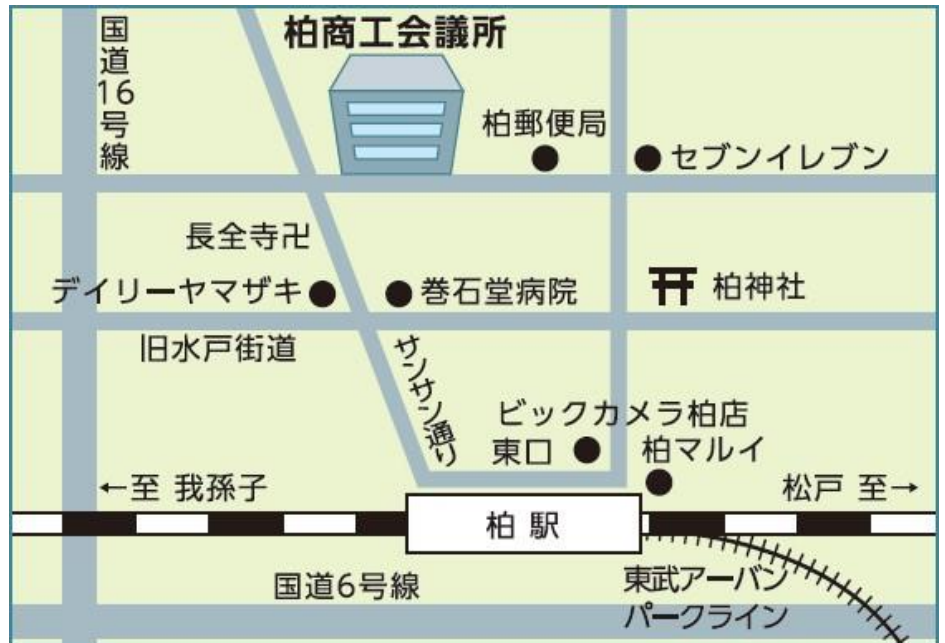 柏商工会議所
国道16号線
柏郵便局
セブンイレブン
長全寺卍
デイリーヤマザキ
巻石堂病院
柏神社
旧水戸街道
サンサン通り
ビックカメラ柏店
東口
柏マルイ
←至 我孫子
松戸 至→
柏 駅
国道6号線
東武アーバン
パークライン